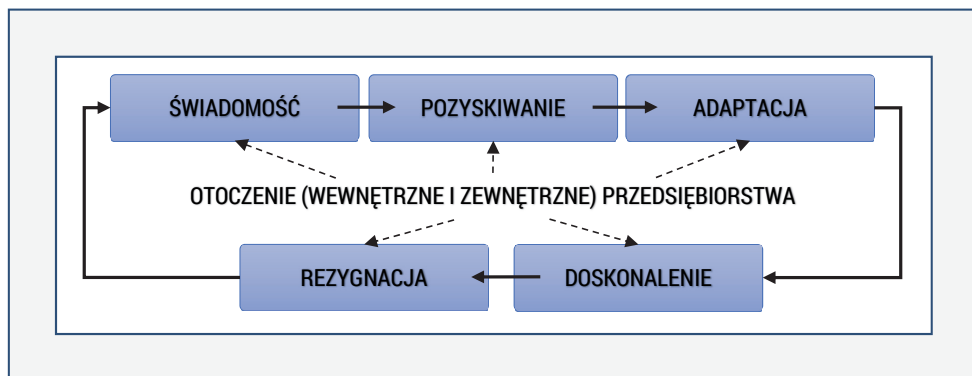 ŚWIADOMOŚĆ
POZYSKIWANIE
ADAPTACJA
OTOCZENIE (WEWNĘTRZNE I ZEWNĘTRZNE) PRZEDSIĘBIORSTWA
REZYGNACJA
DOSKONALENIE